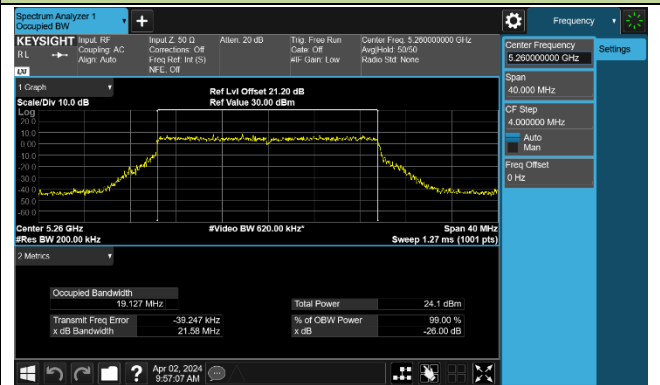 Spectrum Analyzer 1
Occupied BW
+
Frequency
KEYSIGHT
RL
LXI
Input: RF
Coupling: AC
Align: Auto
Input Z: 50 Ω
Corrections: Off
Freq Ref: Int (S)
NFE: Off
Atten: 20 dB
Trig: Free Run
Gate: Off
#IF Gain: Low
Center Freq: 5.260000000 GHz
Avg|Hold: 50/50
Radio Std: None
1 Graph
Scale/Div 10.0 dB
Ref Lvl Offset 21.20 dB
Ref Value 30.00 dBm
Log
20.0
10.0
0.00
-10.0
-20.0
-30.0
-40.0
-50.0
-60.0
Center 5.26 GHz
#Res BW 200.00 kHz
#Video BW 620.00 kHz*
Span 40 MHz
Sweep 1.27 ms (1001 pts)
2 Metrics
Occupied Bandwidth
19.127 MHz
Total Power 24.1 dBm
Transmit Freq Error -39.247 kHz
% of OBW Power 99.00 %
x dB Bandwidth 21.58 MHz
x dB -26.00 dB
Apr 02, 2024
9:57:07 AM
Center Frequency
5.260000000 GHz
Settings
Span
40.000 MHz
CF Step
4.000000 MHz
Auto
Man
Freq Offset
0 Hz